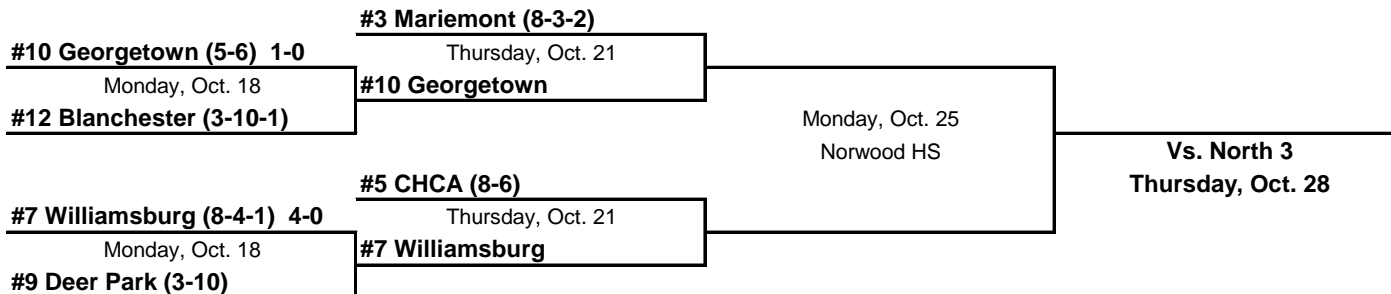 #3 Mariemont (8-3-2)
#10 Georgetown (5-6) 1-0
Thursday, Oct. 21
Monday, Oct. 18
#10 Georgetown
#12 Blanchester (3-10-1)
Monday, Oct. 25
Norwood HS
Vs. North 3
Thursday, Oct. 28
#5 CHCA (8-6)
#7 Williamsburg (8-4-1) 4-0
Thursday, Oct. 21
Monday, Oct. 18
#7 Williamsburg
#9 Deer Park (3-10)